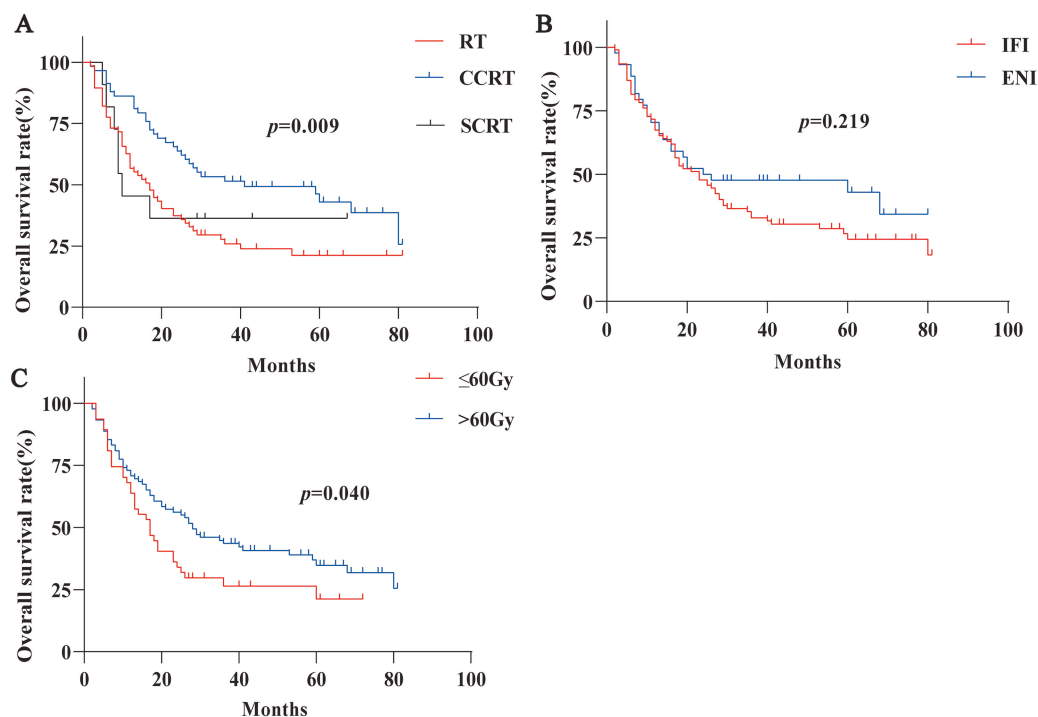 A
RT
CCRT
SCRT
p=0.009
Overall survival rate(%)
100
75
50
25
0
0 20 40 60 80 100
Months
B
IFI
ENI
p=0.219
Overall survival rate(%)
100
75
50
25
0
0 20 40 60 80 100
Months
C
≤60Gy
>60Gy
p=0.040
Overall survival rate(%)
100
75
50
25
0
0 20 40 60 80 100
Months